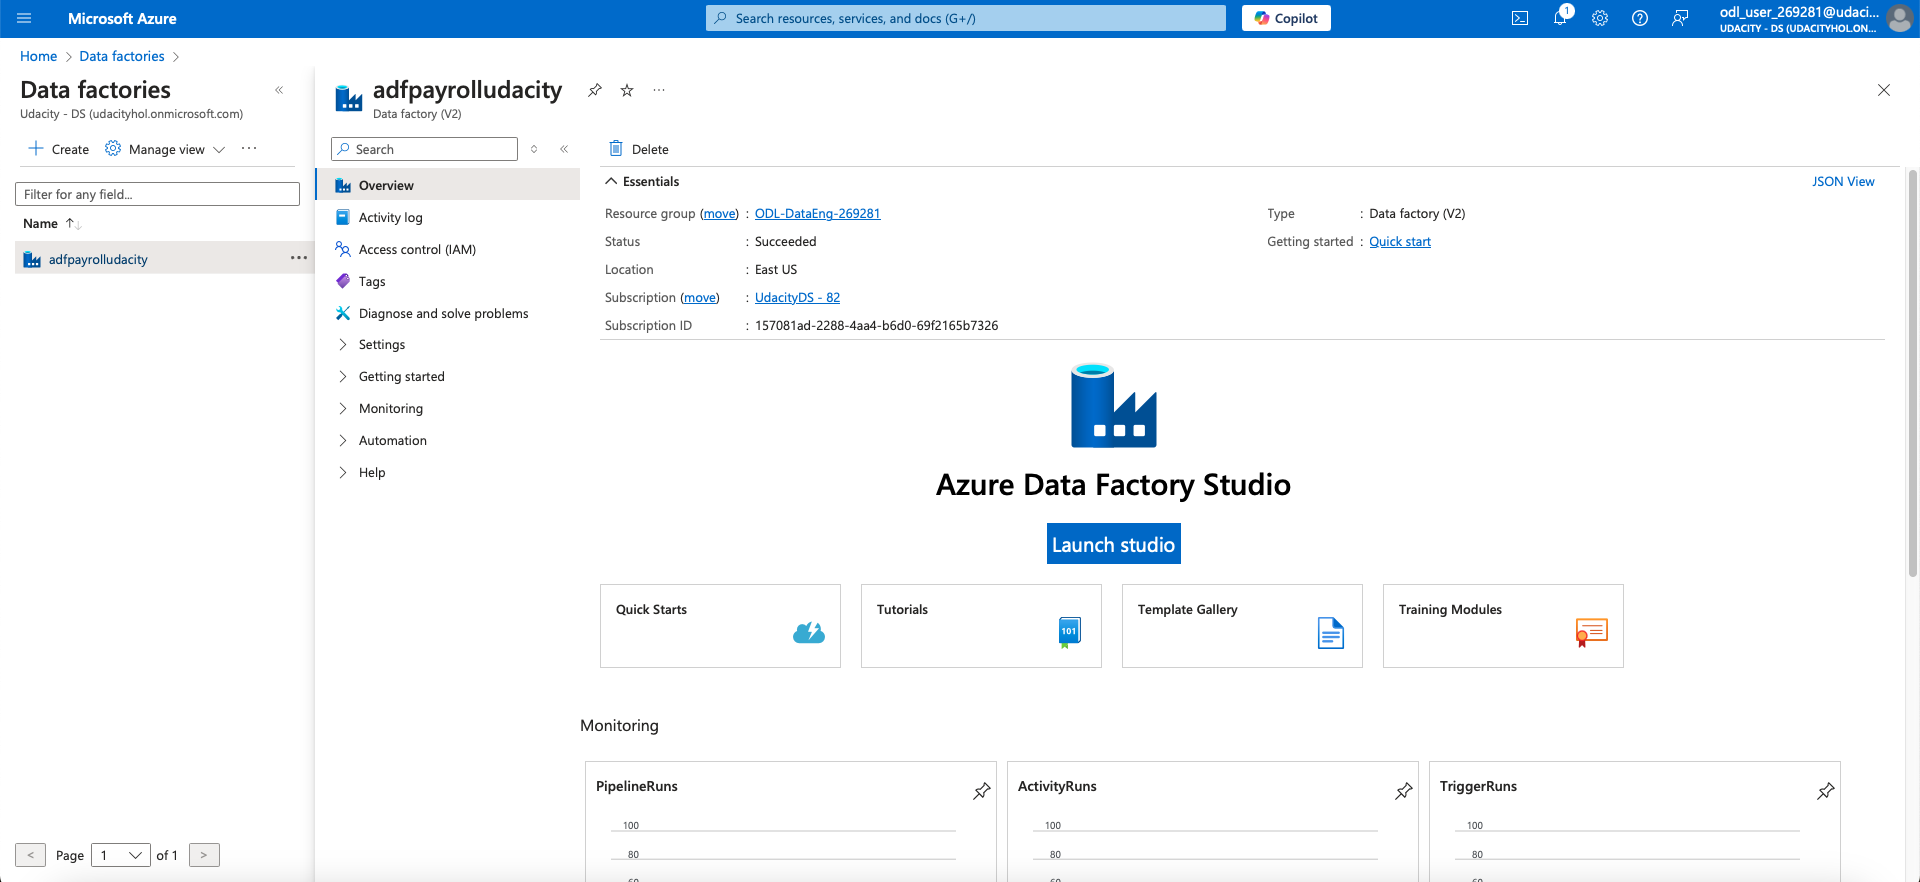 Microsoft Azure
Search resources, services, and docs (G+/)
Copilot
1
odl_user_269281@udaci...
UDACITY - DS (UDACITYHOL.ON...
Home > Data factories >
Data factories
Udacity - DS (udacityhol.onmicrosoft.com)
Create
Manage view
Filter for any field...
Name
adfpayrolludacity
< Page 1 of 1 >
adfpayrolludacity
Data factory (V2)
Search
Overview
Activity log
Access control (IAM)
Tags
Diagnose and solve problems
Settings
Getting started
Monitoring
Automation
Help
Delete
Essentials
JSON View
Resource group (move) : ODL-DataEng-269281
Status : Succeeded
Location : East US
Subscription (move) : UdacityDS - 82
Subscription ID : 157081ad-2288-4aa4-b6d0-69f2165b7326
Type : Data factory (V2)
Getting started : Quick start
Azure Data Factory Studio
Launch studio
Quick Starts
Tutorials
101
Template Gallery
Training Modules
Monitoring
PipelineRuns
100
80
ActivityRuns
100
80
TriggerRuns
100
80